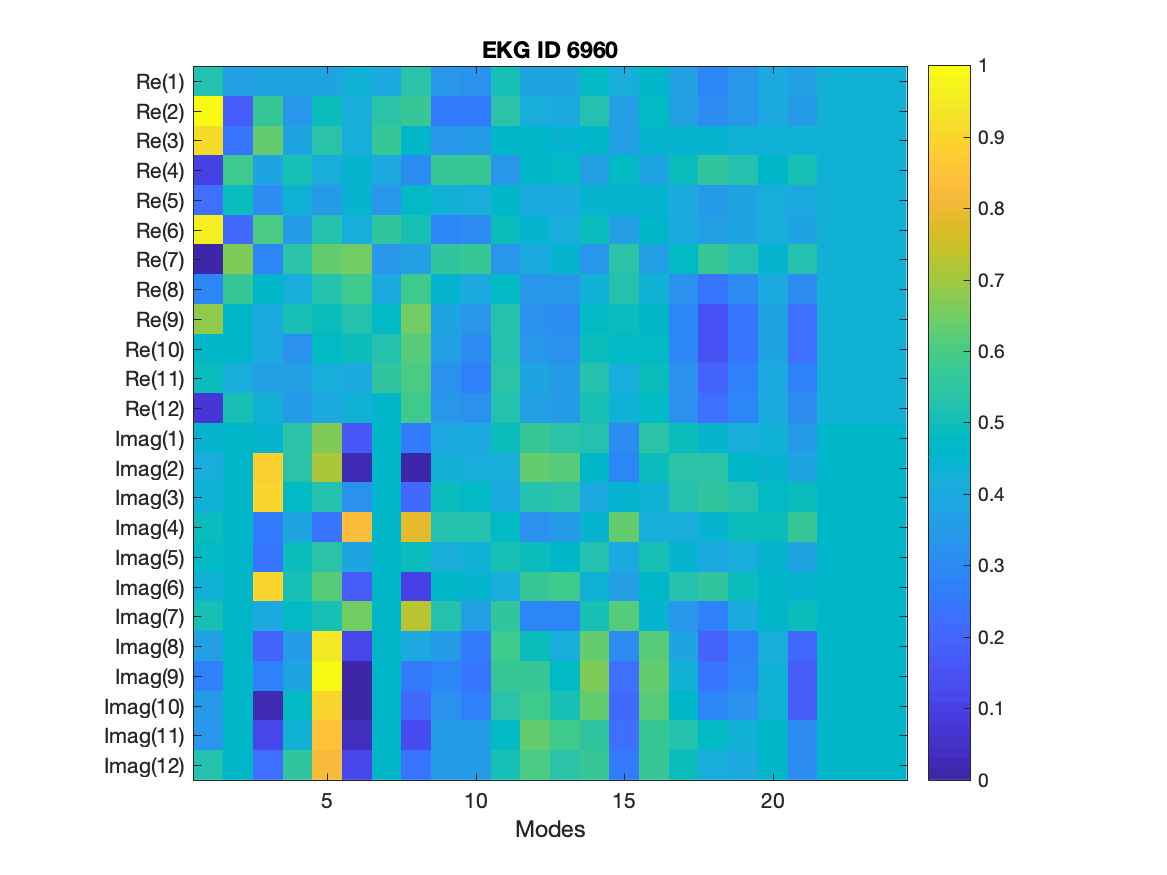 EKG ID 6960
Re(1)
Re(2)
Re(3)
Re(4)
Re(5)
Re(6)
Re(7)
Re(8)
Re(9)
Re(10)
Re(11)
Re(12)
Imag(1)
Imag(2)
Imag(3)
Imag(4)
Imag(5)
Imag(6)
Imag(7)
Imag(8)
Imag(9)
Imag(10)
Imag(11)
Imag(12)
5 10 15 20
Modes
1
0.9
0.8
0.7
0.6
0.5
0.4
0.3
0.2
0.1
0